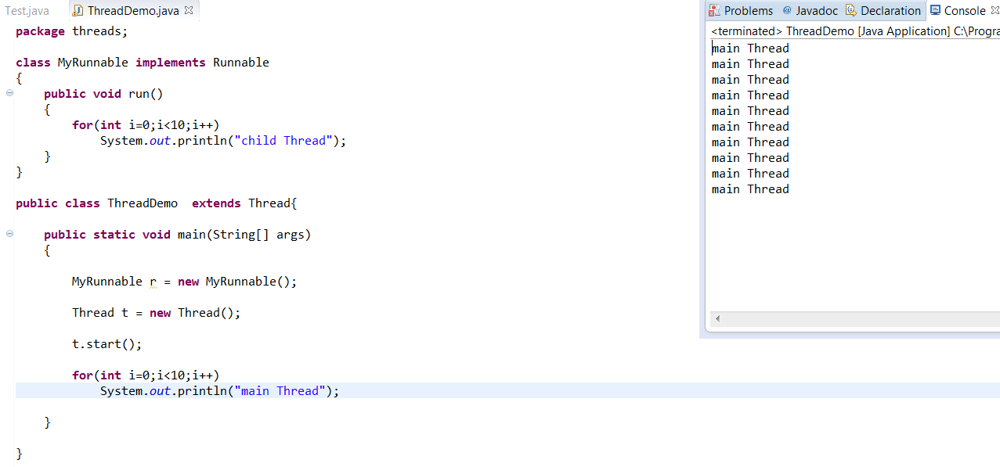 Test.java ThreadDemo.java
package threads;
class MyRunnable implements Runnable
{
public void run()
{
for(int i=0;i<10;i++)
System.out.println("child Thread");
}
}
public class ThreadDemo  extends Thread{
public static void main(String[] args)
{
MyRunnable r = new MyRunnable();
Thread t = new Thread();
t.start();
for(int i=0;i<10;i++)
System.out.println("main Thread");
}
}
Problems @ Javadoc Declaration Console
<terminated> ThreadDemo [Java Application] C:\Progra
main Thread
main Thread
main Thread
main Thread
main Thread
main Thread
main Thread
main Thread
main Thread
main Thread